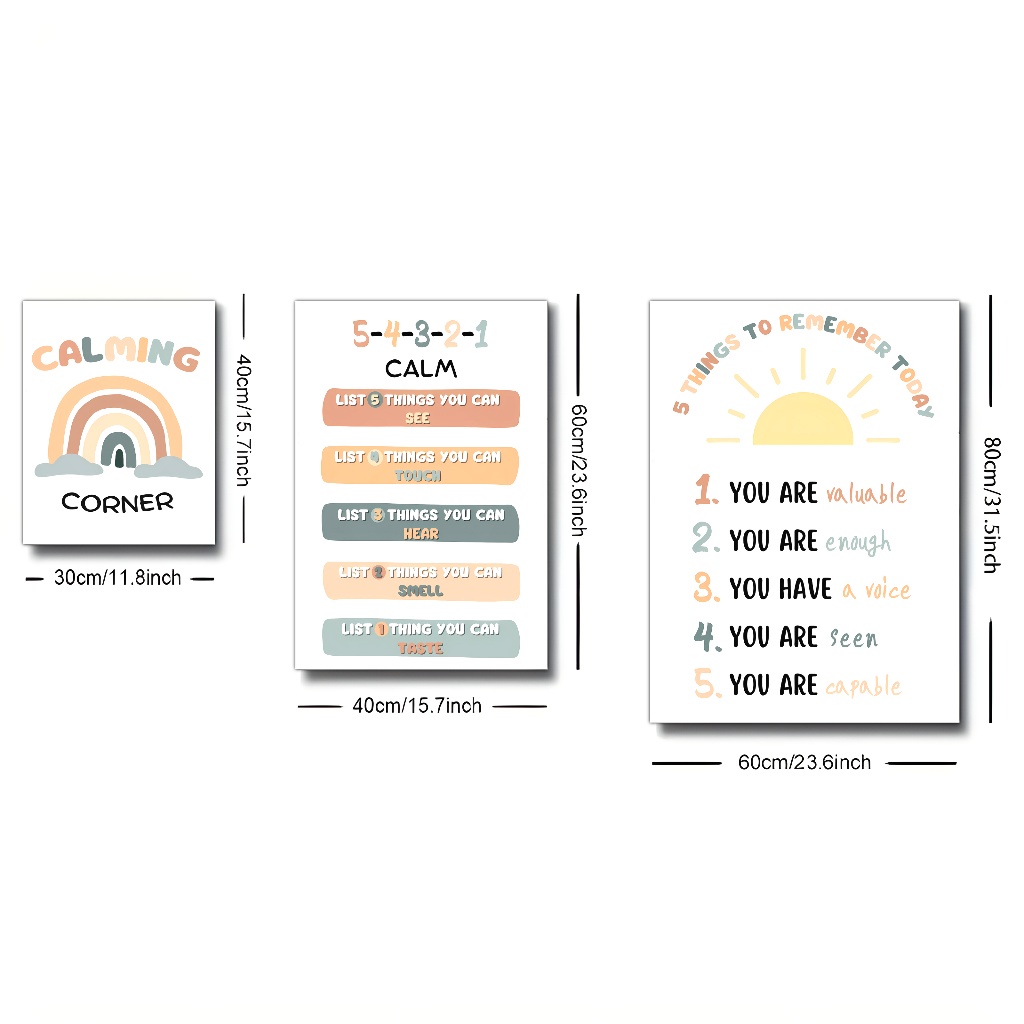 CALMING
CORNER
40cm/15.7inch
30cm/11.8inch
5-4-3-2-1
CALM
LIST 5 THINGS YOU CAN
SEE
LIST 4 THINGS YOU CAN
TOUCH
LIST 3 THINGS YOU CAN
HEAR
LIST 2 THINGS YOU CAN
SMELL
LIST 1 THING YOU CAN
TASTE
60cm/23.6inch
40cm/15.7inch
5 THINGS TO REMEMBER TODAY
1. YOU ARE valuable
2. YOU ARE enough
3. YOU HAVE a voice
4. YOU ARE seen
5. YOU ARE capable
80cm/31.5inch
60cm/23.6inch